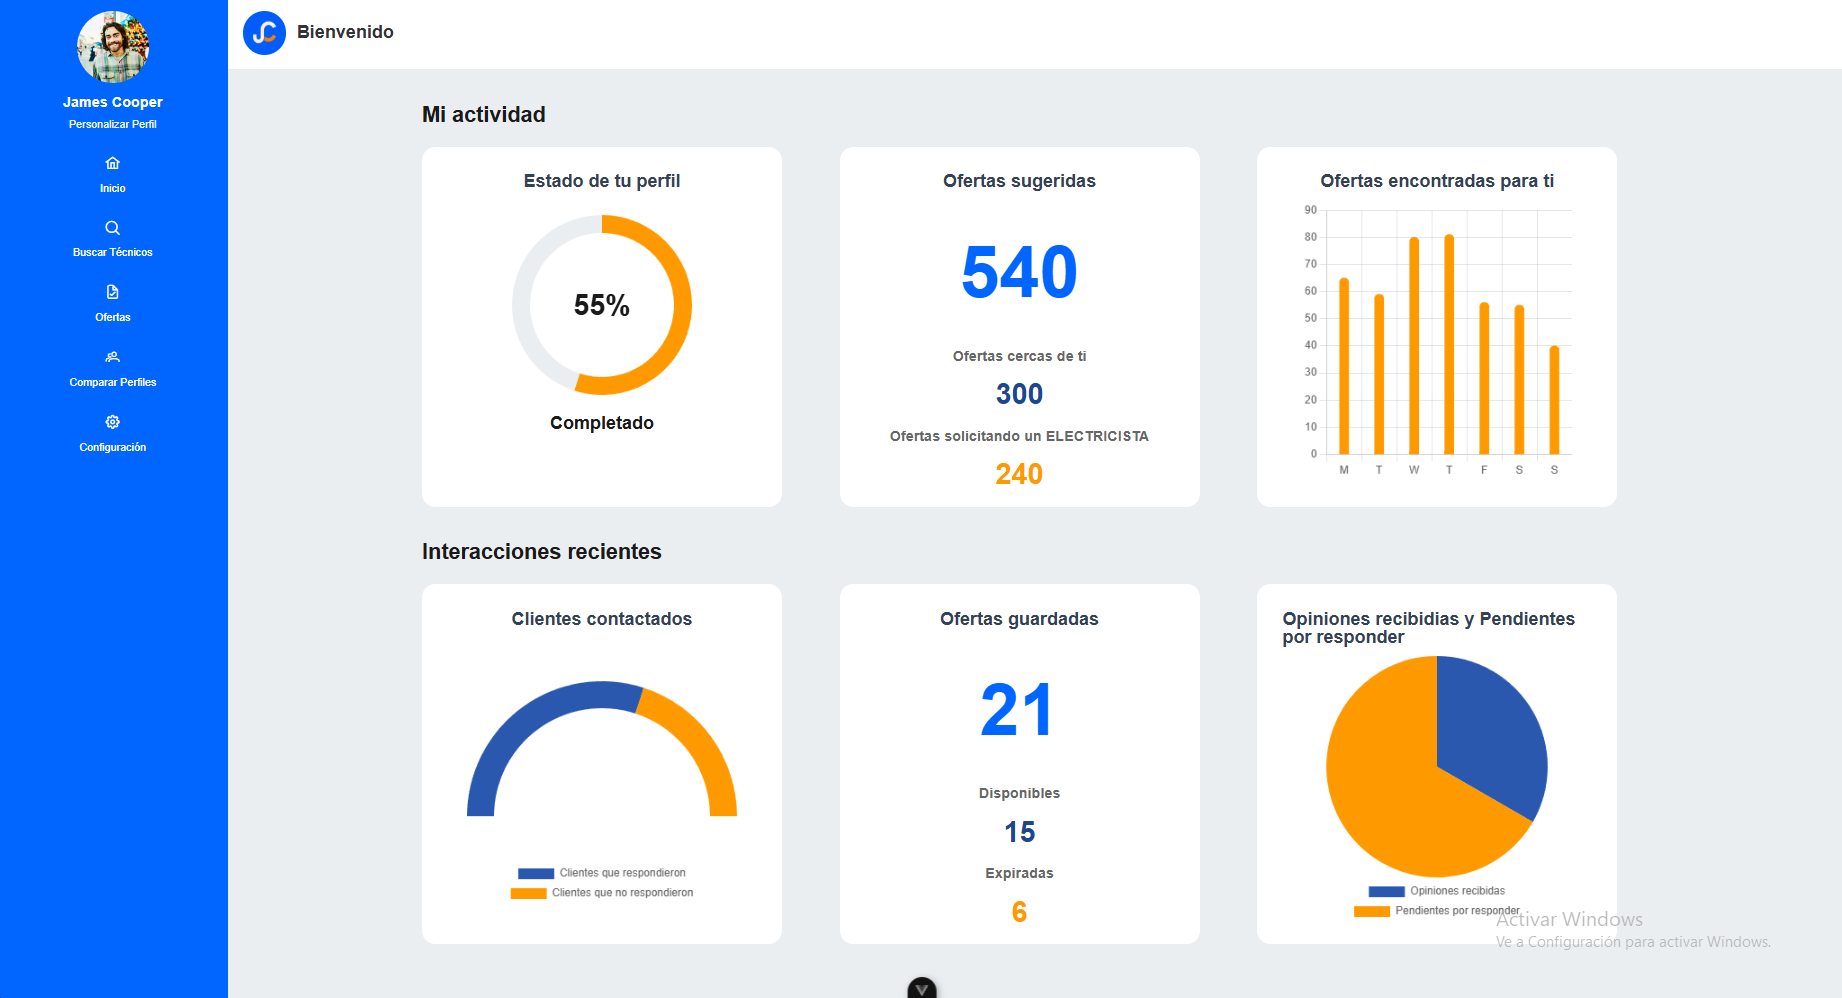 James Cooper
Personalizar Perfil
Inicio
Buscar Técnicos
Ofertas
Comparar Perfiles
Configuración
JC
Bienvenido
Mi actividad
Estado de tu perfil
55%
Completado
Ofertas sugeridas
540
Ofertas cercas de ti
300
Ofertas solicitando un ELECTRICISTA
240
Ofertas encontradas para ti
90
80
70
60
50
40
30
20
10
0
M T W T F S S
Interacciones recientes
Clientes contactados
Clientes que respondieron
Clientes que no respondieron
Ofertas guardadas
21
Disponibles
15
Expiradas
6
Opiniones recibidias y Pendientes
por responder
Opiniones recibidas
Pendientes por responder
Activar Windows
Ve a Configuración para activar Windows.